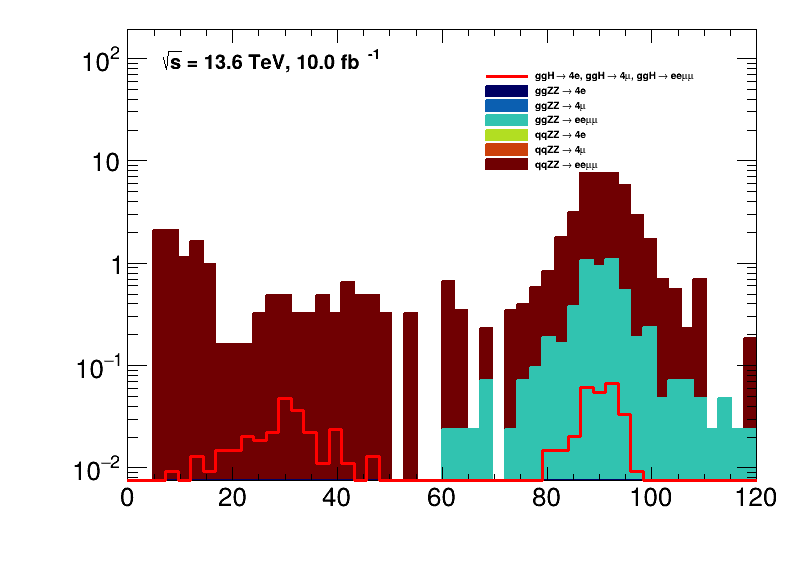 √s = 13.6 TeV, 10.0 fb⁻¹
ggH → 4e, ggH → 4μ, ggH → eeμμ
ggZZ → 4e
ggZZ → 4μ
ggZZ → eeμμ
qqZZ → 4e
qqZZ → 4μ
qqZZ → eeμμ
10²
10
1
10⁻¹
10⁻²
0 20 40 60 80 100 120